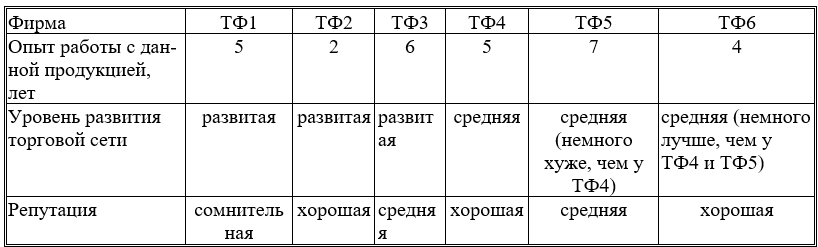 Фирма ТФ1 ТФ2 ТФ3 ТФ4 ТФ5 ТФ6
Опыт работы с дан- 5 2 6 5 7 4
ной продукцией,
лет
Уровень развития развитая развитая развит средняя средняя средняя (немного
торговой сети ая (немного лучше, чем у
хуже, чем у ТФ4 и ТФ5)
ТФ4)
Репутация сомнитель хорошая средня хорошая средняя хорошая
ная я